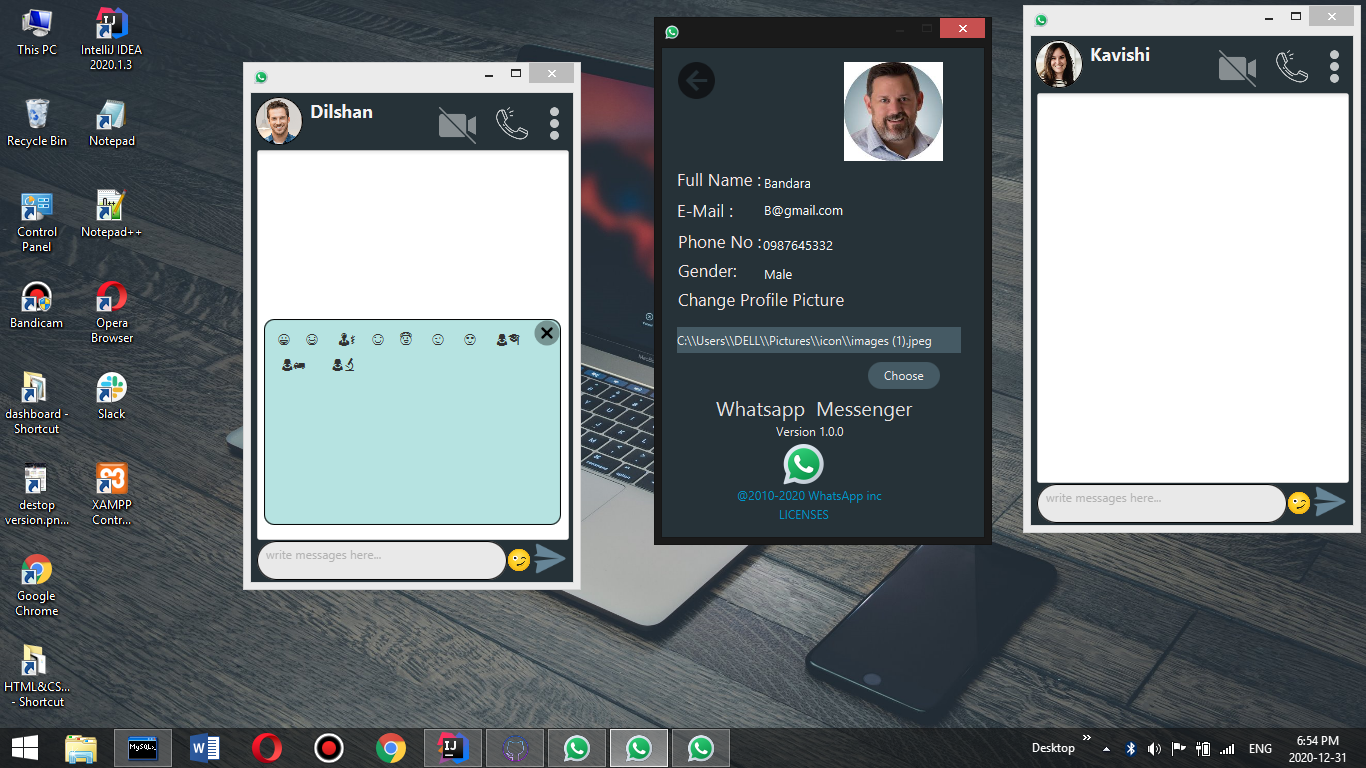 This PC
IntelliJ IDEA
2020.1.3
Recycle Bin
Notepad
Control
Panel
Notepad++
Bandicam
Opera
Browser
dashboard -
Shortcut
Slack
destop
version.pn...
XAMPP
Contr...
Google
Chrome
HTML&CS...
- Shortcut
Dilshan
write messages here...
Full Name : Bandara
E-Mail : B@gmail.com
Phone No : 0987645332
Gender: Male
Change Profile Picture
C:\\Users\\DELL\\Pictures\\icon\\images (1).jpeg
Choose
Whatsapp Messenger
Version 1.0.0
@2010-2020 WhatsApp inc
LICENSES
Kavishi
write messages here...
command
option
MySQL
IJ
Desktop
ENG
6:54 PM
2020-12-31